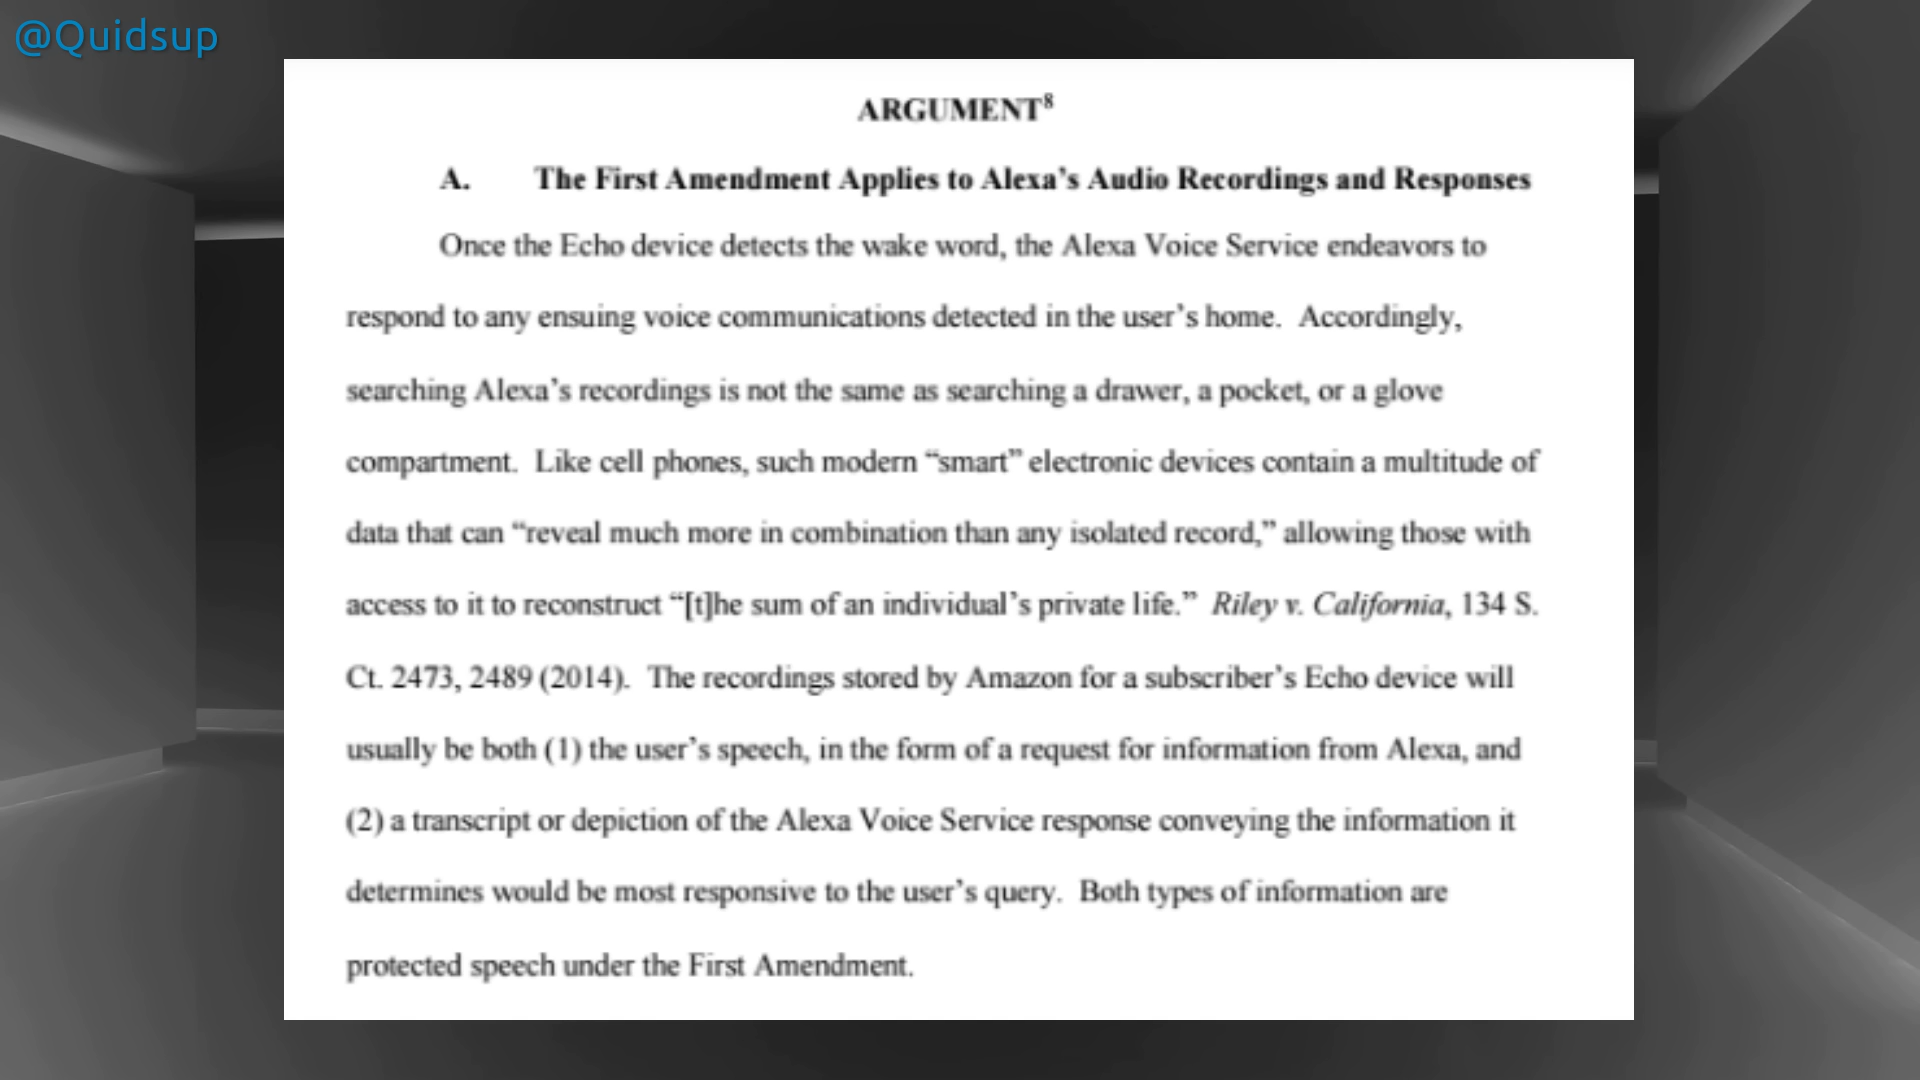 @Quidsup
ARGUMENT⁸
A. The First Amendment Applies to Alexa’s Audio Recordings and Responses
Once the Echo device detects the wake word, the Alexa Voice Service endeavors to
respond to any ensuing voice communications detected in the user’s home. Accordingly,
searching Alexa’s recordings is not the same as searching a drawer, a pocket, or a glove
compartment. Like cell phones, such modern “smart” electronic devices contain a multitude of
data that can “reveal much more in combination than any isolated record,” allowing those with
access to it to reconstruct “[t]he sum of an individual’s private life.” Riley v. California, 134 S.
Ct. 2473, 2489 (2014). The recordings stored by Amazon for a subscriber’s Echo device will
usually be both (1) the user’s speech, in the form of a request for information from Alexa, and
(2) a transcript or depiction of the Alexa Voice Service response conveying the information it
determines would be most responsive to the user’s query. Both types of information are
protected speech under the First Amendment.